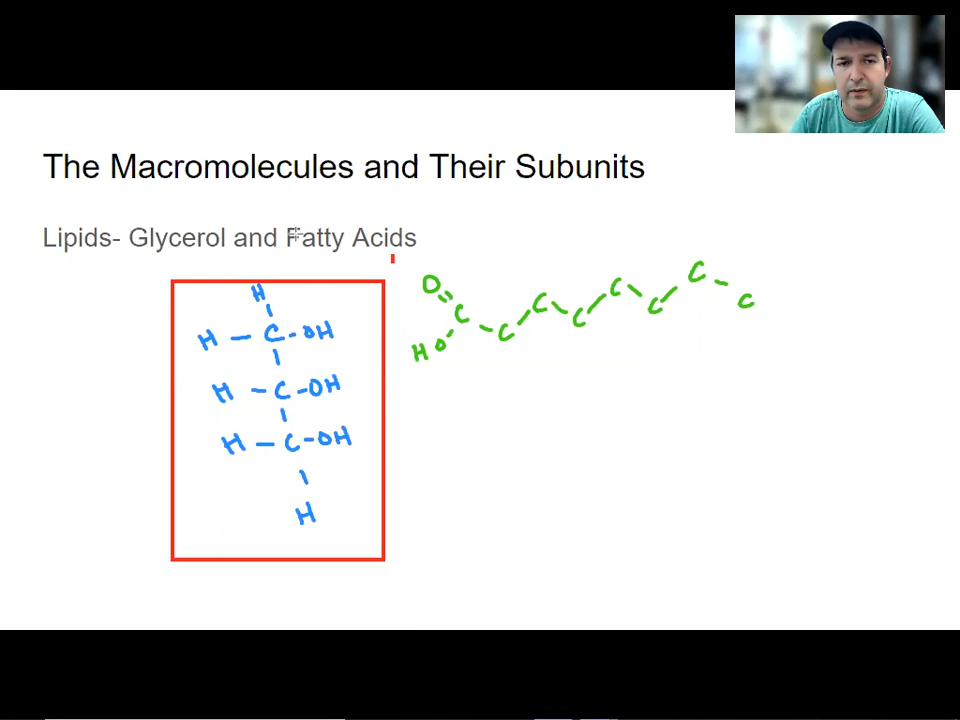 The Macromolecules and Their Subunits
Lipids- Glycerol and Fatty Acids
H
H - C - OH
H - C - OH
H - C - OH
H
O
C
HO
C C C C C C C